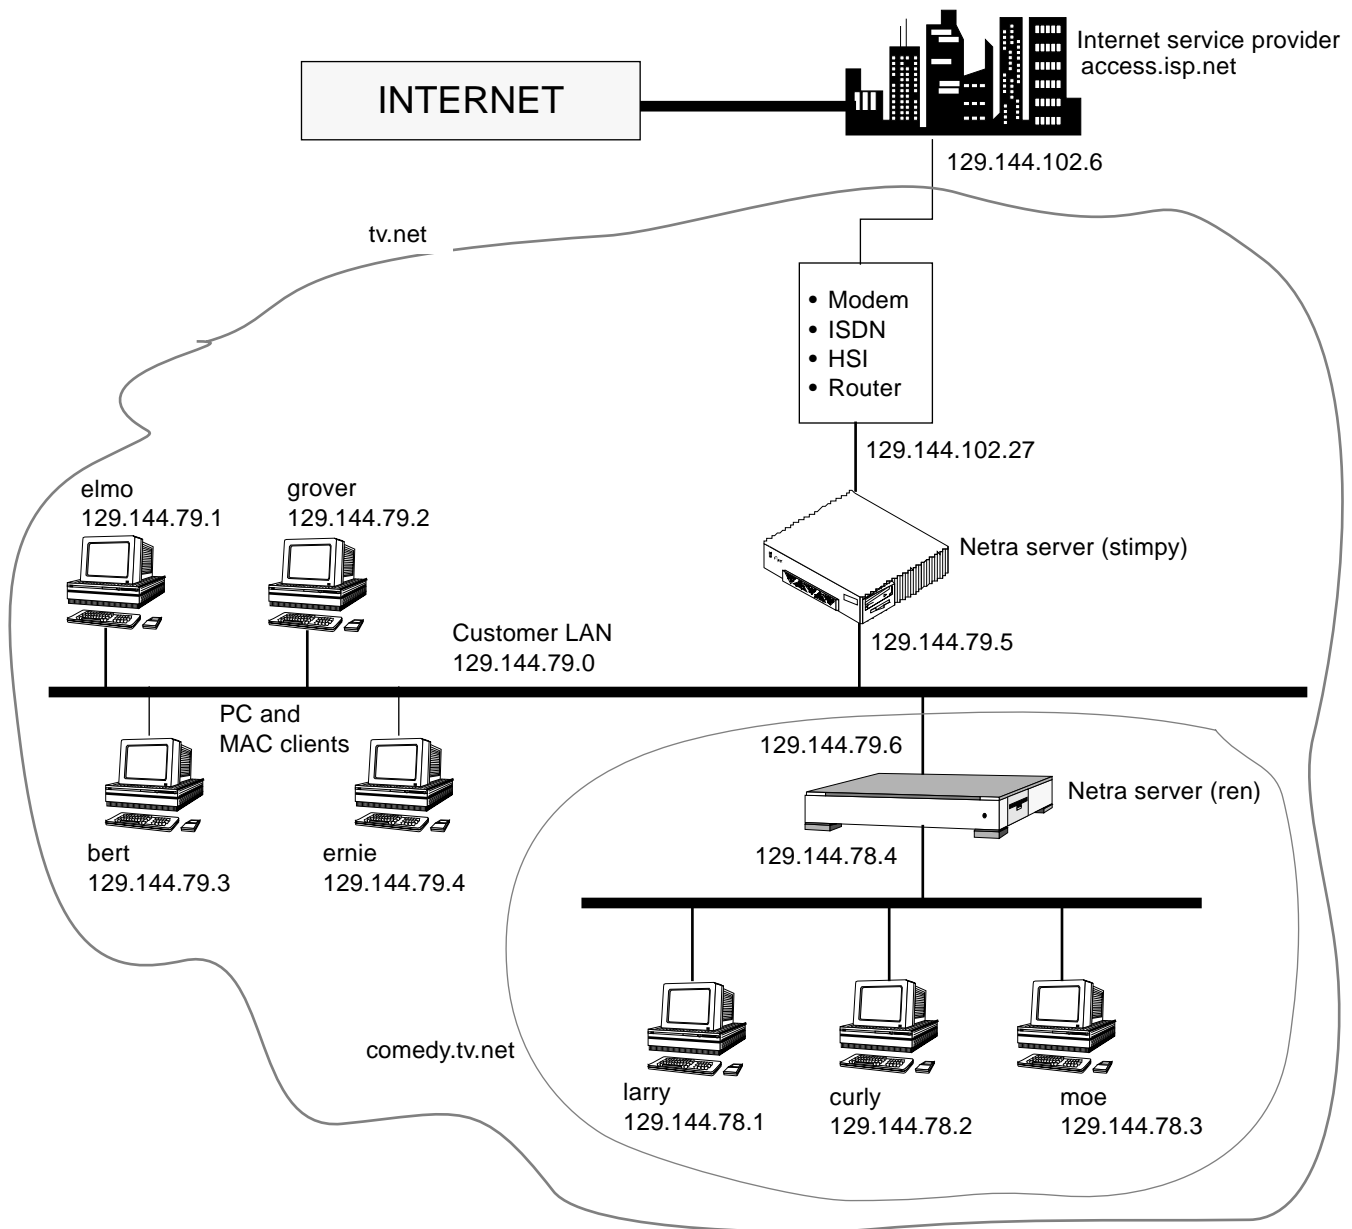 INTERNET
Internet service provider
access.isp.net
129.144.102.6
tv.net
• Modem
• ISDN
• HSI
• Router
129.144.102.27
elmo
129.144.79.1
grover
129.144.79.2
Netra server (stimpy)
129.144.79.5
Customer LAN
129.144.79.0
PC and
MAC clients
129.144.79.6
Netra server (ren)
bert
129.144.79.3
ernie
129.144.79.4
129.144.78.4
comedy.tv.net
larry
129.144.78.1
curly
129.144.78.2
moe
129.144.78.3